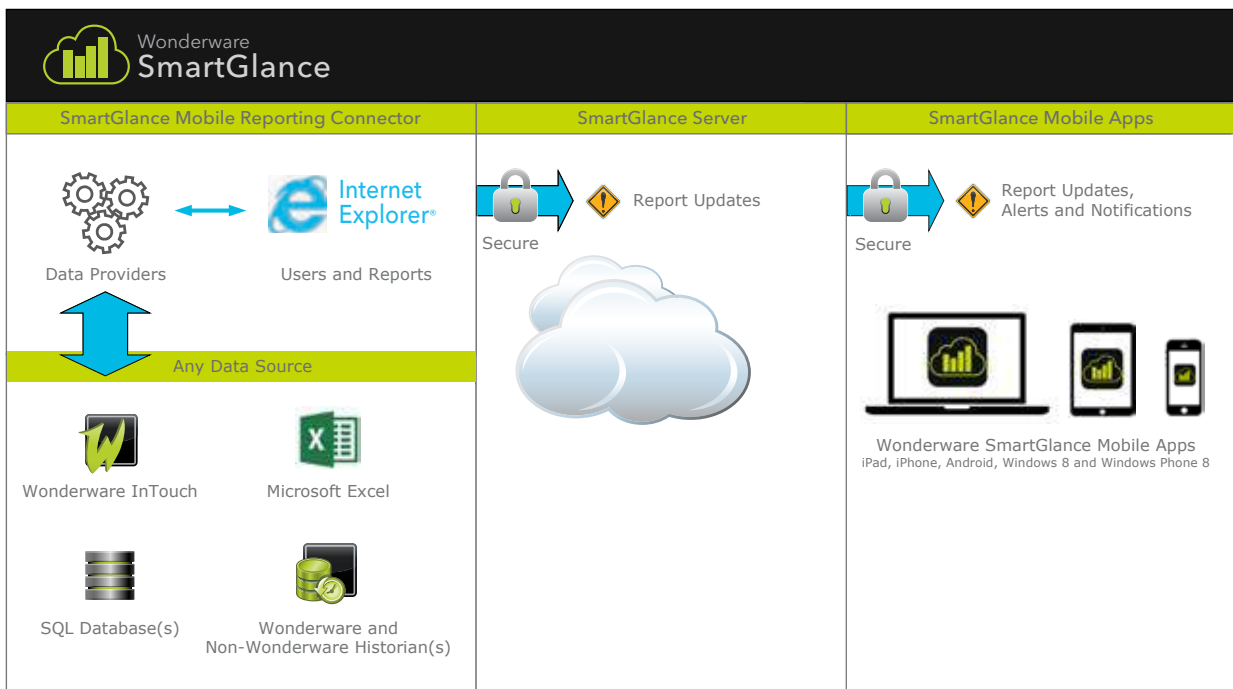 Wonderware
SmartGlance
SmartGlance Mobile Reporting Connector
Data Providers
Internet
Explorer®
Users and Reports
Any Data Source
Wonderware InTouch
Microsoft Excel
SQL Database(s)
Wonderware and
Non-Wonderware Historian(s)
SmartGlance Server
Secure
Report Updates
SmartGlance Mobile Apps
Secure
Report Updates,
Alerts and Notifications
Wonderware SmartGlance Mobile Apps
iPad, iPhone, Android, Windows 8 and Windows Phone 8